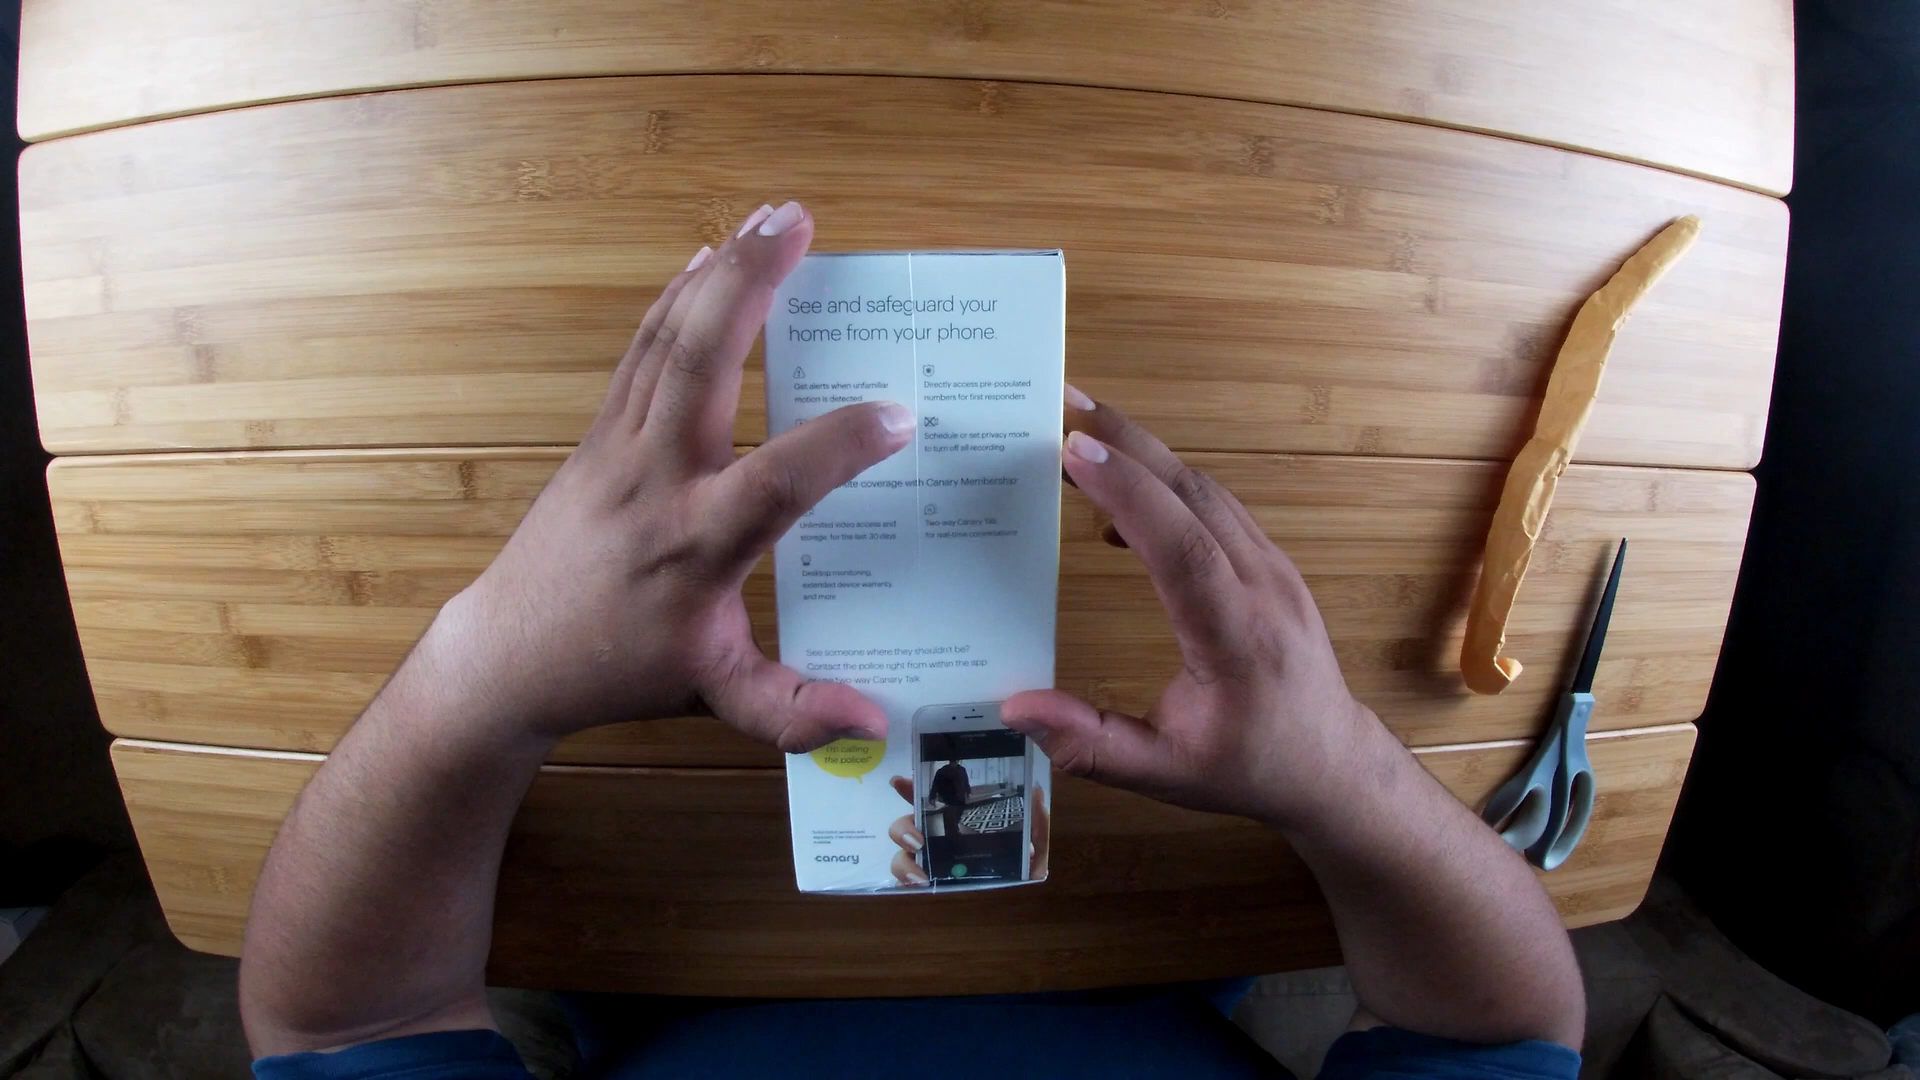 See and safeguard your
home from your phone.
Get alerts when unfamiliar
motion is detected
Directly access pre-populated
numbers for first responders
Schedule or set privacy mode
to turn off all recording
coverage with Canary Membership
Unlimited video access and
storage, for the last 30 days
Two-way Canary Talk
for real-time conversations
Desktop monitoring,
extended device warranty,
and more
See someone where they shouldn't be?
Contact the police right from within the app
two-way Canary Talk.
"I'm calling
the police!"
canary